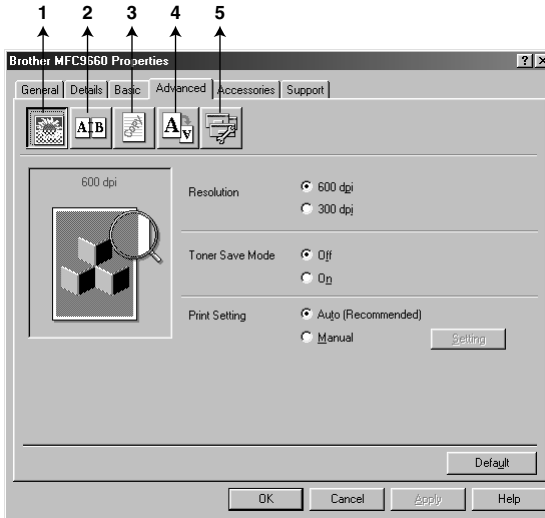 1 2 3 4 5
Brother MFC9660 Properties ? x
General Details Basic Advanced Accessories Support
A B Copy A A
600 dpi
Resolution
600 dpi
300 dpi
Toner Save Mode
Off
On
Print Setting
Auto (Recommended)
Manual
Setting
Default
OK Cancel Apply Help